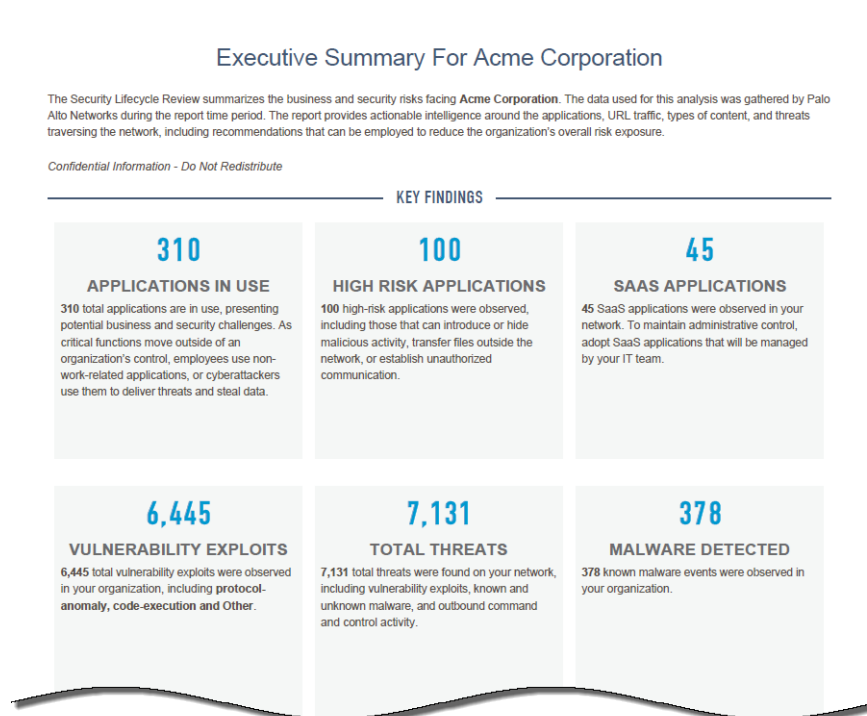 Executive Summary For Acme Corporation
The Security Lifecycle Review summarizes the business and security risks facing Acme Corporation. The data used for this analysis was gathered by Palo
Alto Networks during the report time period. The report provides actionable intelligence around the applications, URL traffic, types of content, and threats
traversing the network, including recommendations that can be employed to reduce the organization's overall risk exposure.
Confidential Information - Do Not Redistribute
KEY FINDINGS
310
APPLICATIONS IN USE
310 total applications are in use, presenting
potential business and security challenges. As
critical functions move outside of an
organization's control, employees use non-
work-related applications, or cyberattackers
use them to deliver threats and steal data.
100
HIGH RISK APPLICATIONS
100 high-risk applications were observed,
including those that can introduce or hide
malicious activity, transfer files outside the
network, or establish unauthorized
communication.
45
SAAS APPLICATIONS
45 SaaS applications were observed in your
network. To maintain administrative control,
adopt SaaS applications that will be managed
by your IT team.
6,445
VULNERABILITY EXPLOITS
6,445 total vulnerability exploits were observed
in your organization, including protocol-
anomaly, code-execution and Other.
7,131
TOTAL THREATS
7,131 total threats were found on your network,
including vulnerability exploits, known and
unknown malware, and outbound command
and control activity.
378
MALWARE DETECTED
378 known malware events were observed in
your organization.